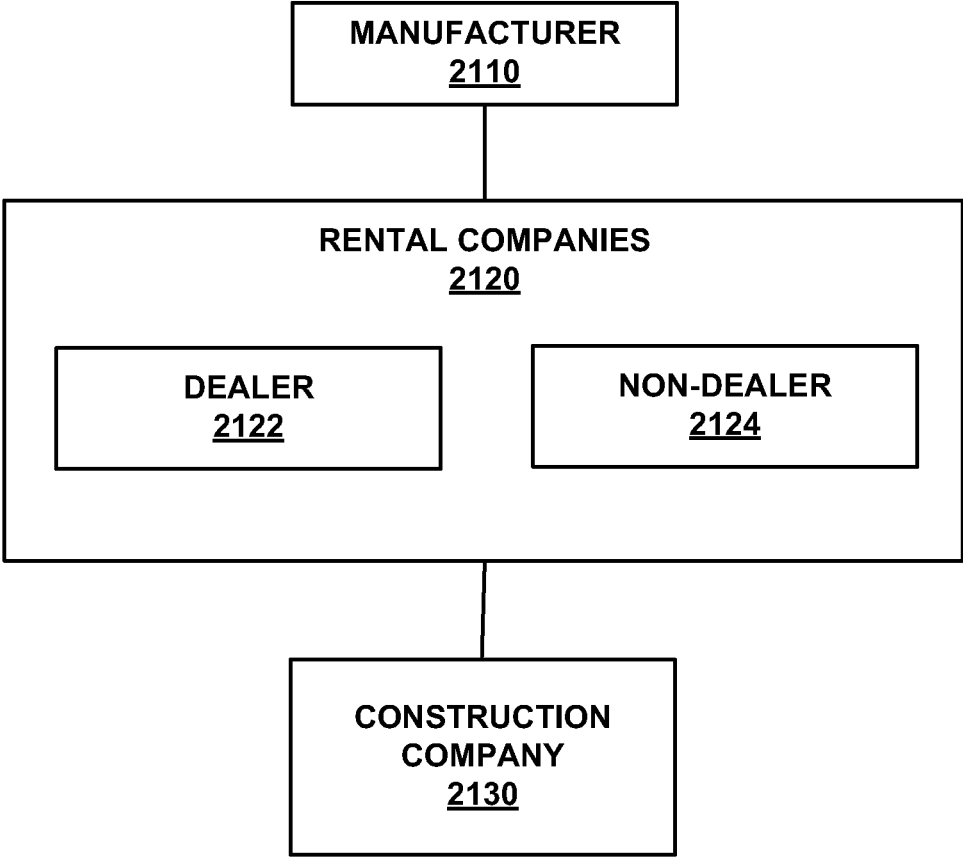 MANUFACTURER
2110
RENTAL COMPANIES
2120
DEALER
2122
NON-DEALER
2124
CONSTRUCTION
COMPANY
2130